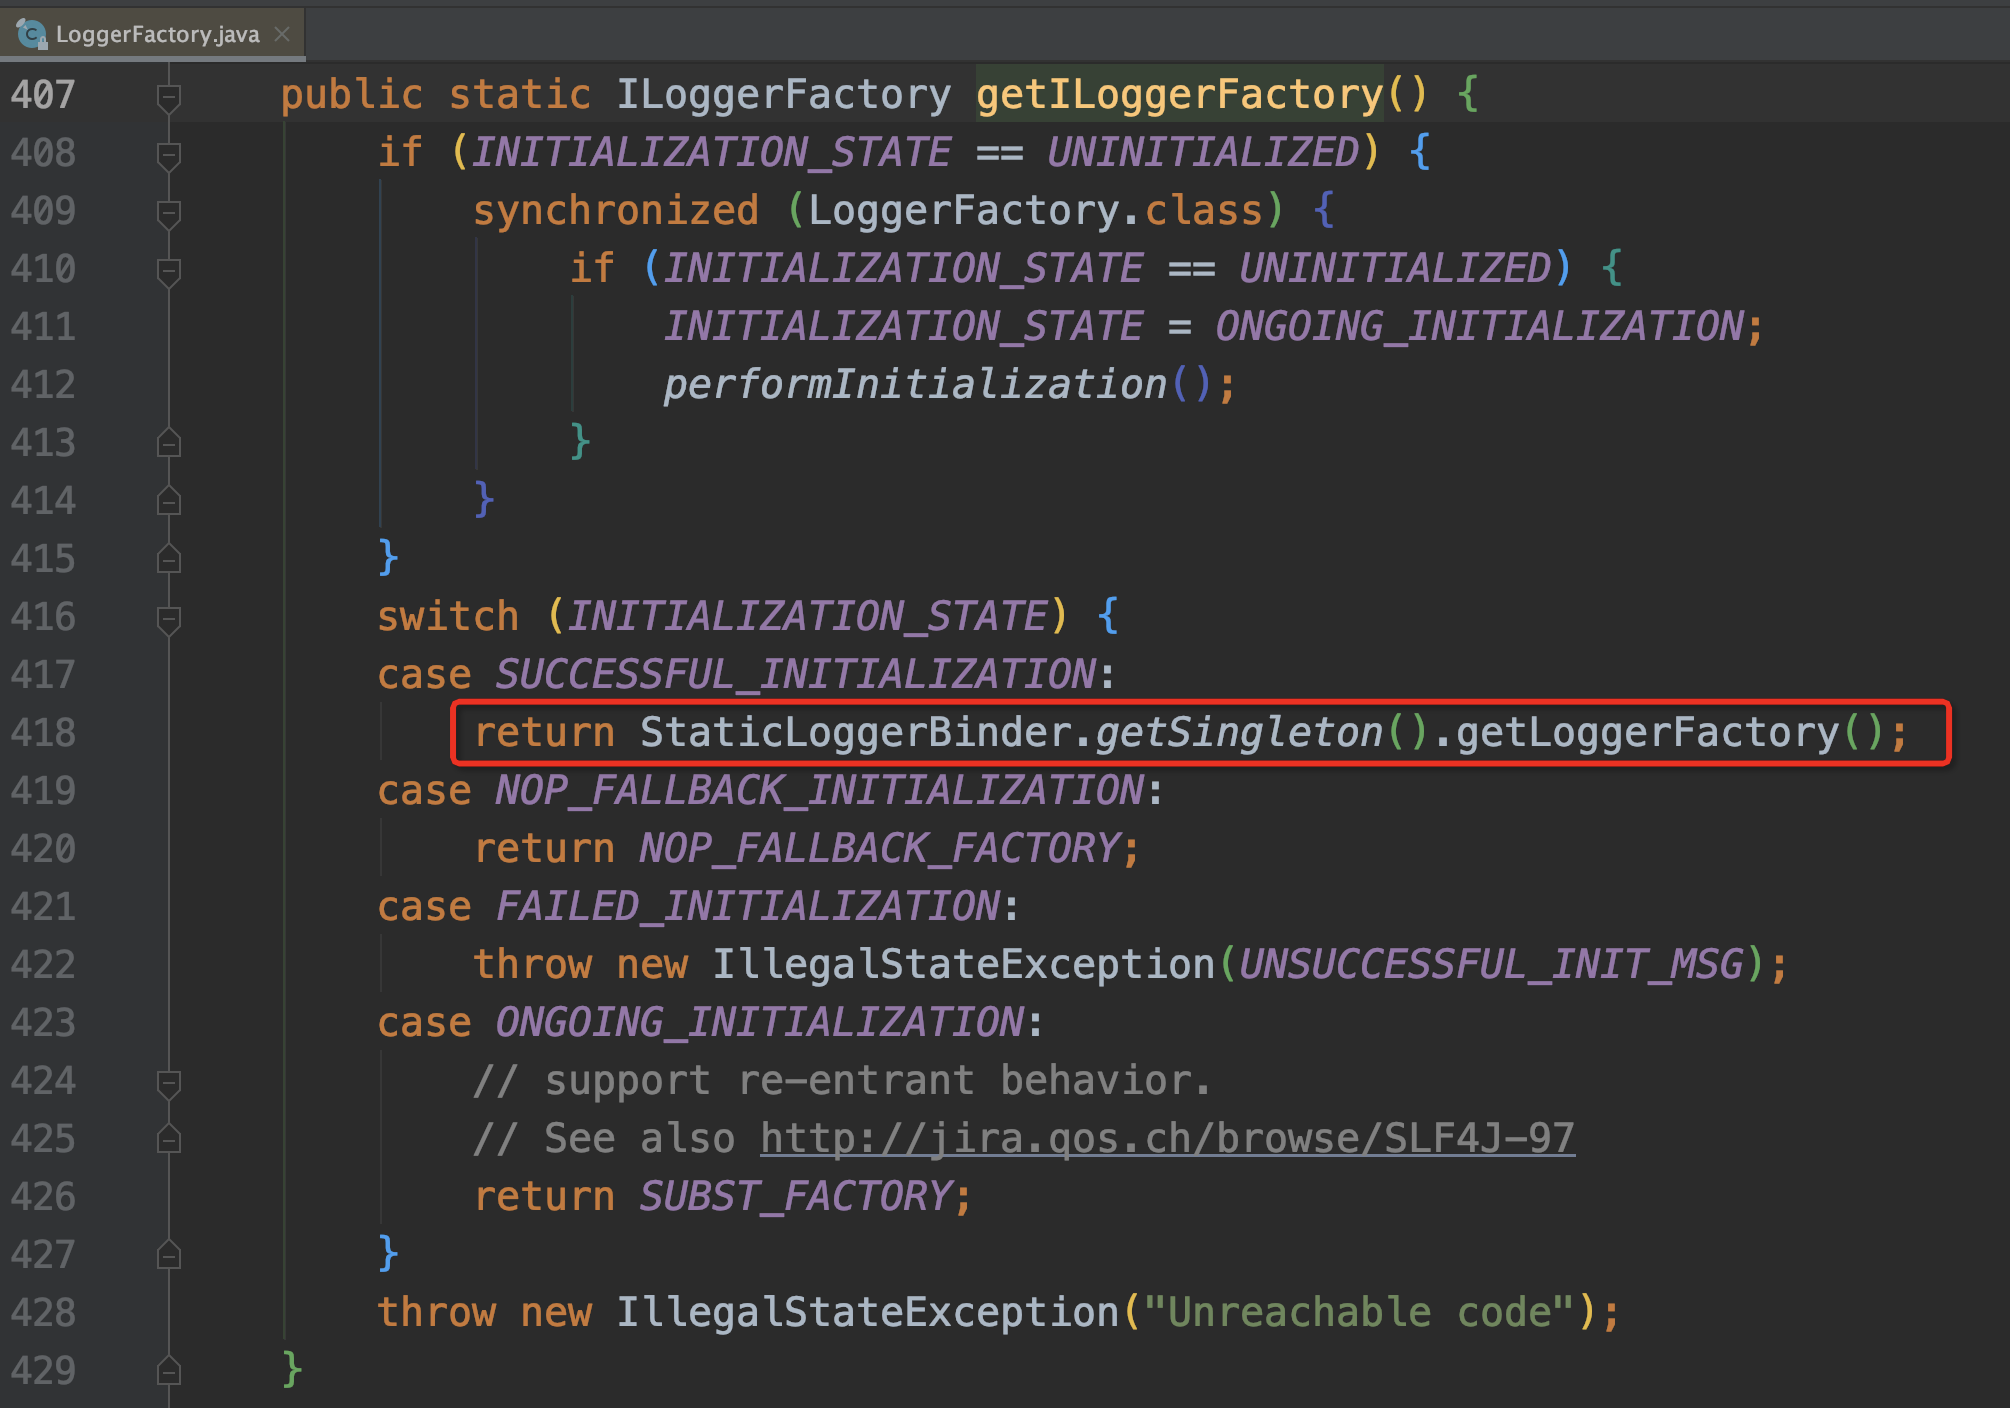 LoggerFactory.java
407 public static ILoggerFactory getILoggerFactory() {
408 if (INITIALIZATION_STATE == UNINITIALIZED) {
409 synchronized (LoggerFactory.class) {
410 if (INITIALIZATION_STATE == UNINITIALIZED) {
411 INITIALIZATION_STATE = ONGOING_INITIALIZATION;
412 performInitialization();
413 }
414 }
415 }
416 switch (INITIALIZATION_STATE) {
417 case SUCCESSFUL_INITIALIZATION:
418 return StaticLoggerBinder.getSingleton().getLoggerFactory();
419 case NOP_FALLBACK_INITIALIZATION:
420 return NOP_FALLBACK_FACTORY;
421 case FAILED_INITIALIZATION:
422 throw new IllegalStateException(UNSUCCESSFUL_INIT_MSG);
423 case ONGOING_INITIALIZATION:
424 // support re-entrant behavior.
425 // See also http://jira.qos.ch/browse/SLF4J-97
426 return SUBST_FACTORY;
427 }
428 throw new IllegalStateException("Unreachable code");
429 }